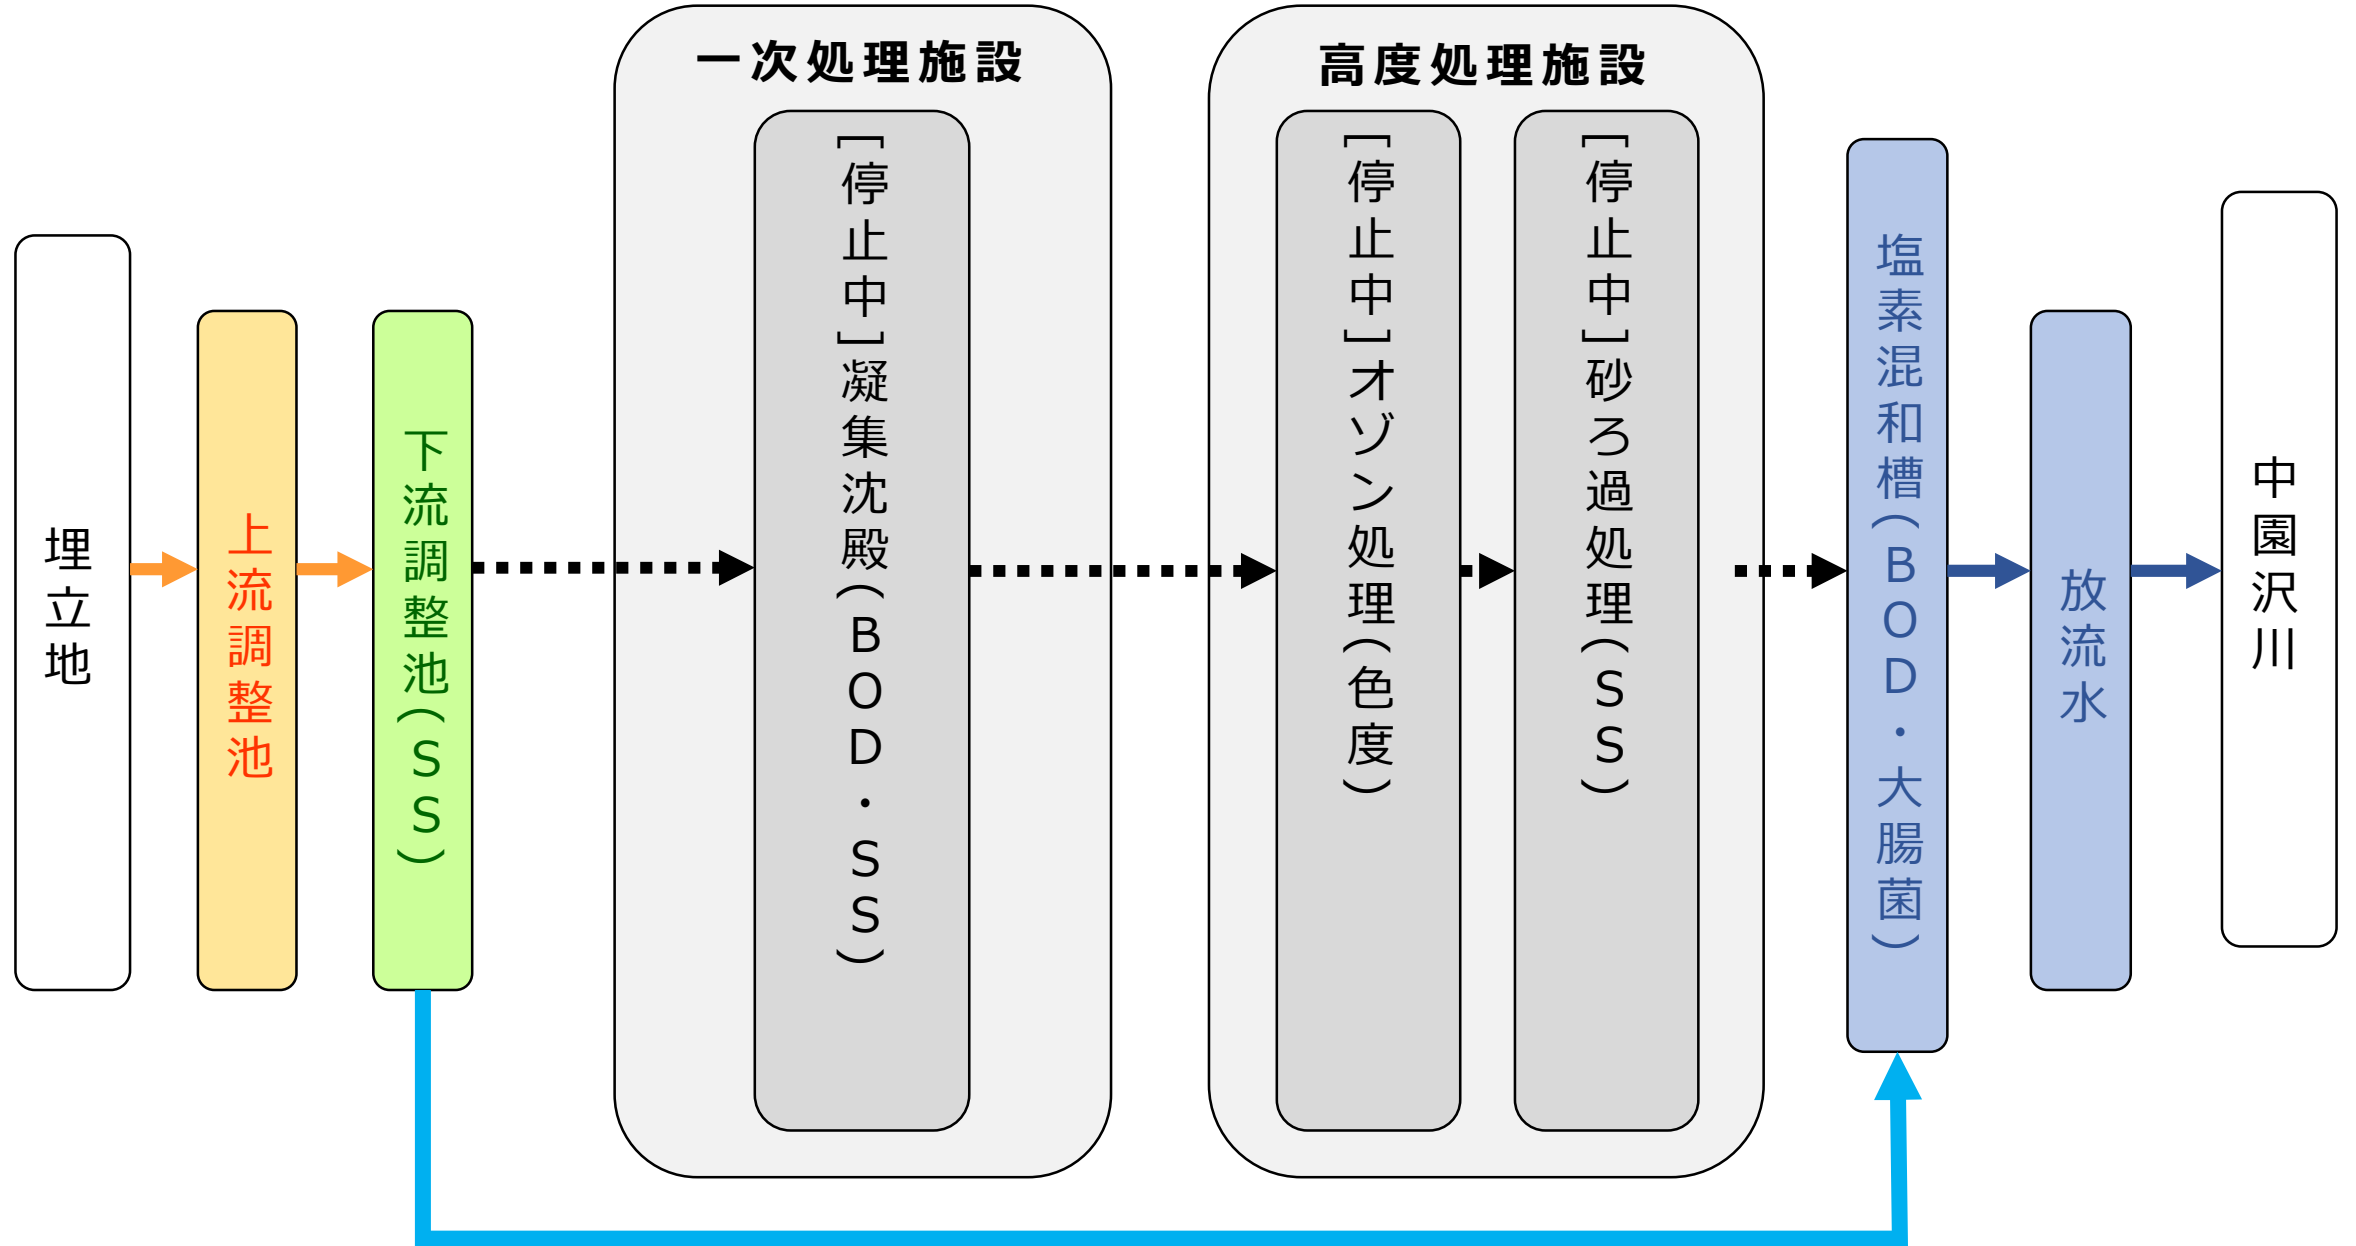 埋立地
上流調整池
下流調整池(SS)
一次処理施設
[停止中]凝集沈殿(BOD・SS)
高度処理施設
[停止中]オゾン処理(色度)
[停止中]砂ろ過処理(SS)
塩素混和槽(BOD・大腸菌)
放流水
中園沢川